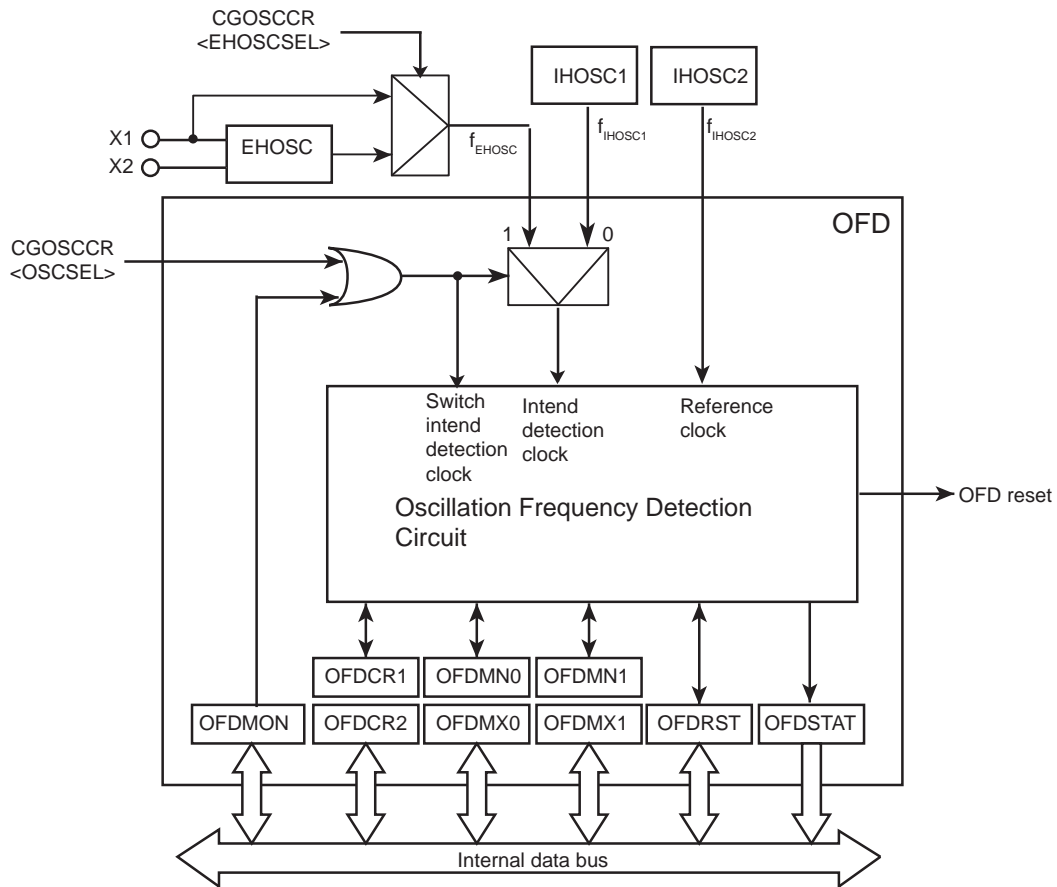 CGOSCCR
<EHOSCSEL>
IHOSC1
IHOSC2
X1
X2
EHOSC
fEHOSC
fIHOSC1
fIHOSC2
OFD
1
0
CGOSCCR
<OSCSEL>
Switch
intend
detection
clock
Intend
detection
clock
Reference
clock
Oscillation Frequency Detection
Circuit
OFD reset
OFDCR1
OFDMN0
OFDMN1
OFDMON
OFDCR2
OFDMX0
OFDMX1
OFDRST
OFDSTAT
Internal data bus